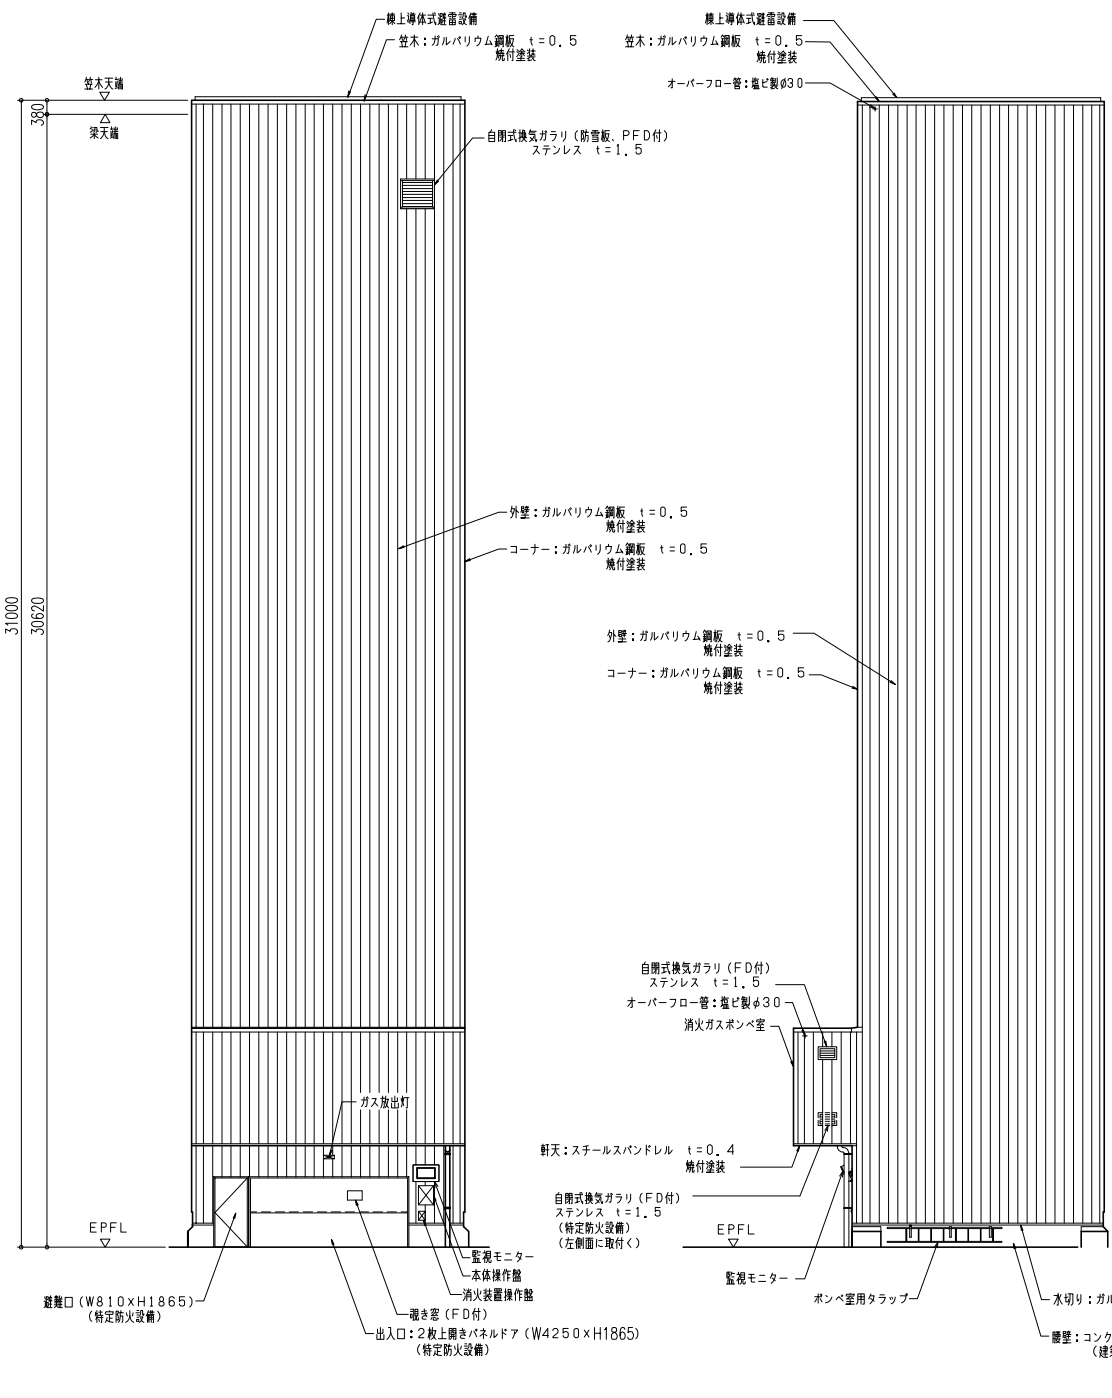 棟上導体式避雷設備
笠木：ガルバリウム鋼板　ｔ＝０．５
焼付塗装
笠木天端
380
梁天端
自閉式換気ガラリ（防雪板、ＰＦＤ付）
ステンレス　ｔ＝１．５
外壁：ガルバリウム鋼板　ｔ＝０．５
焼付塗装
コーナー：ガルバリウム鋼板　ｔ＝０．５
焼付塗装
31000
30620
ガス放出灯
ＥＰＦＬ
監視モニター
本体操作盤
消火装置操作盤
避難口（Ｗ８１０×Ｈ１８６５）
（特定防火設備）
覗き窓（ＦＤ付）
出入口：２枚上開きパネルドア（Ｗ４２５０×Ｈ１８６５）
（特定防火設備）
棟上導体式避雷設備
笠木：ガルバリウム鋼板　ｔ＝０．５
焼付塗装
オーバーフロー管：塩ビ製φ３０
外壁：ガルバリウム鋼板　ｔ＝０．５
焼付塗装
コーナー：ガルバリウム鋼板　ｔ＝０．５
焼付塗装
自閉式換気ガラリ（ＦＤ付）
ステンレス　ｔ＝１．５
オーバーフロー管：塩ビ製φ３０
消火ガスボンベ室
軒天：スチールスパンドレル　ｔ＝０．４
焼付塗装
自閉式換気ガラリ（ＦＤ付）
ステンレス　ｔ＝１．５
（特定防火設備）
（左側面に取付く）
ＥＰＦＬ
監視モニター
ボンベ室用タラップ
水切り：ガル
腰壁：コンク
（建築